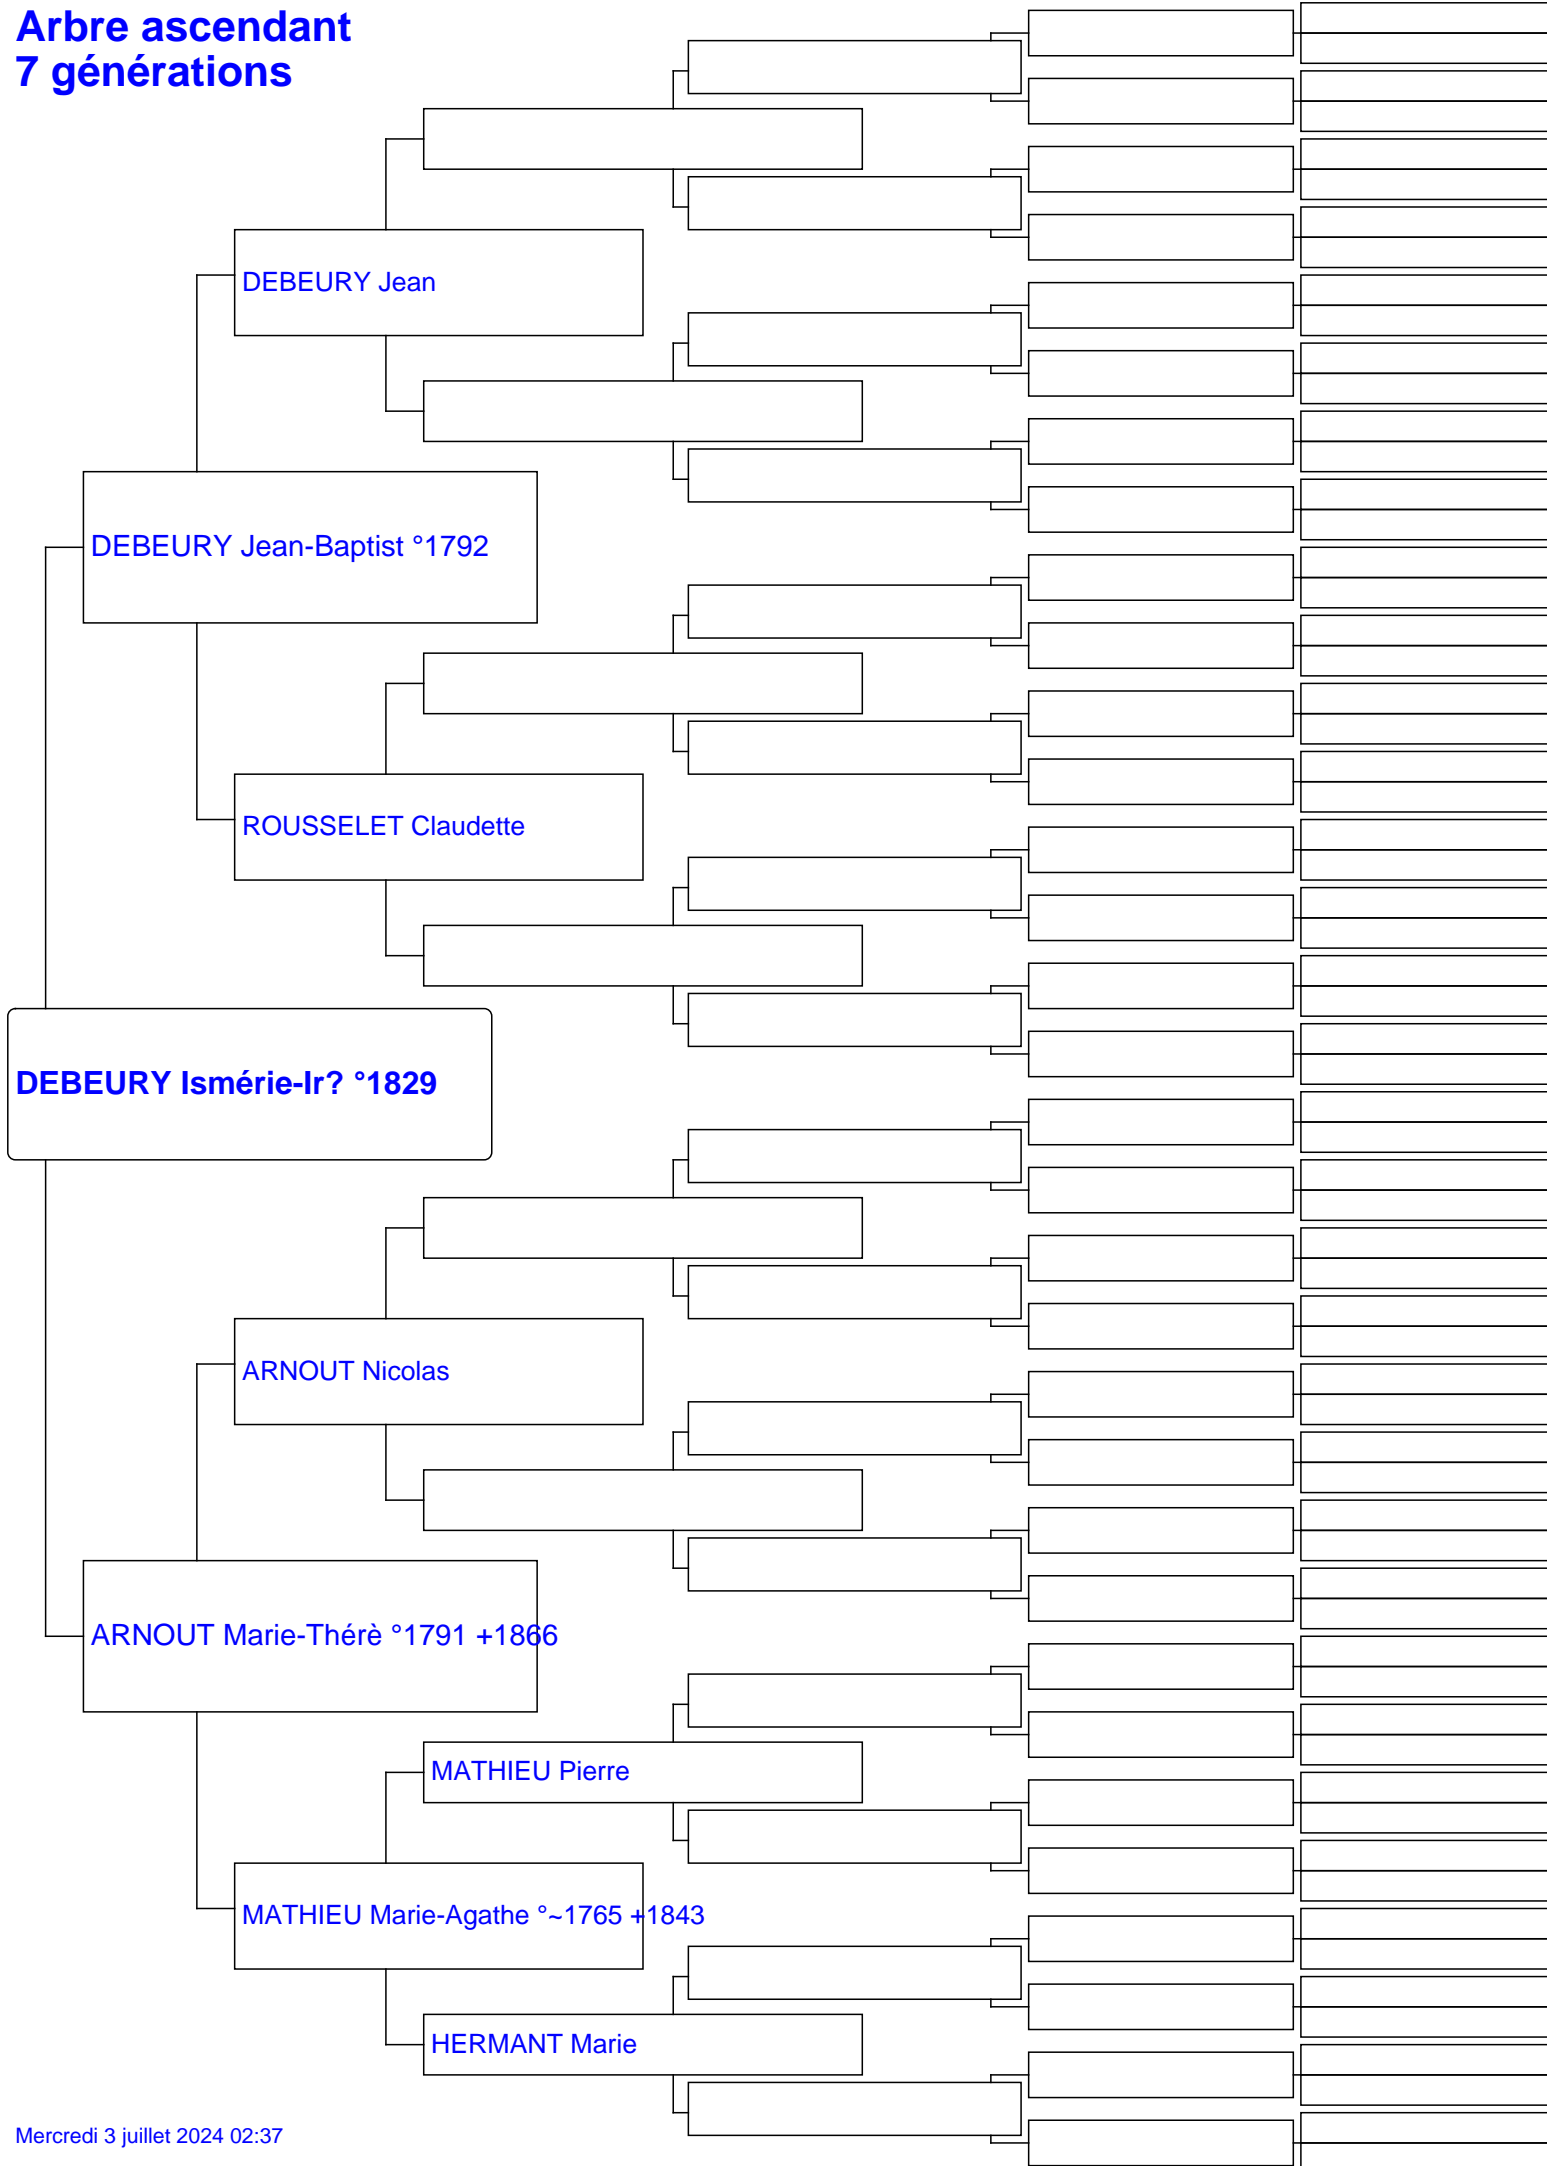 Arbre ascendant
7 générations
DEBEURY Jean
DEBEURY Jean-Baptist °1792
ROUSSELET Claudette
DEBEURY Ismérie-Ir? °1829
ARNOUT Nicolas
ARNOUT Marie-Thérè °1791 +1866
MATHIEU Pierre
MATHIEU Marie-Agathe °~1765 +1843
HERMANT Marie
Mercredi 3 juillet 2024 02:37